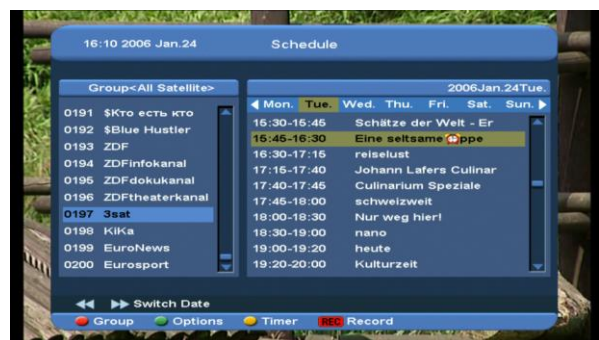 16:10 2006 Jan.24 Schedule
Group<All Satellite>
0191 $Кто есть кто
0192 $Blue Hustler
0193 ZDF
0194 ZDFinfokanal
0195 ZDFdokukanal
0196 ZDFtheaterkanal
0197 3sat
0198 KiKa
0199 EuroNews
0200 Eurosport
2006Jan.24Tue.
Mon. Tue. Wed. Thu. Fri. Sat. Sun.
15:30-15:45 Schätze der Welt - Er
15:45-16:30 Eine seltsame
16:30-17:15 reiselust
17:15-17:40 Johann Lafers Culinar
17:40-17:45 Culinarium Speziale
17:45-18:00 schweizweit
18:00-18:30 Nur weg hier!
18:30-19:00 nano
19:00-19:20 heute
19:20-20:00 Kulturzeit
Switch Date
Group Options Timer REC Record